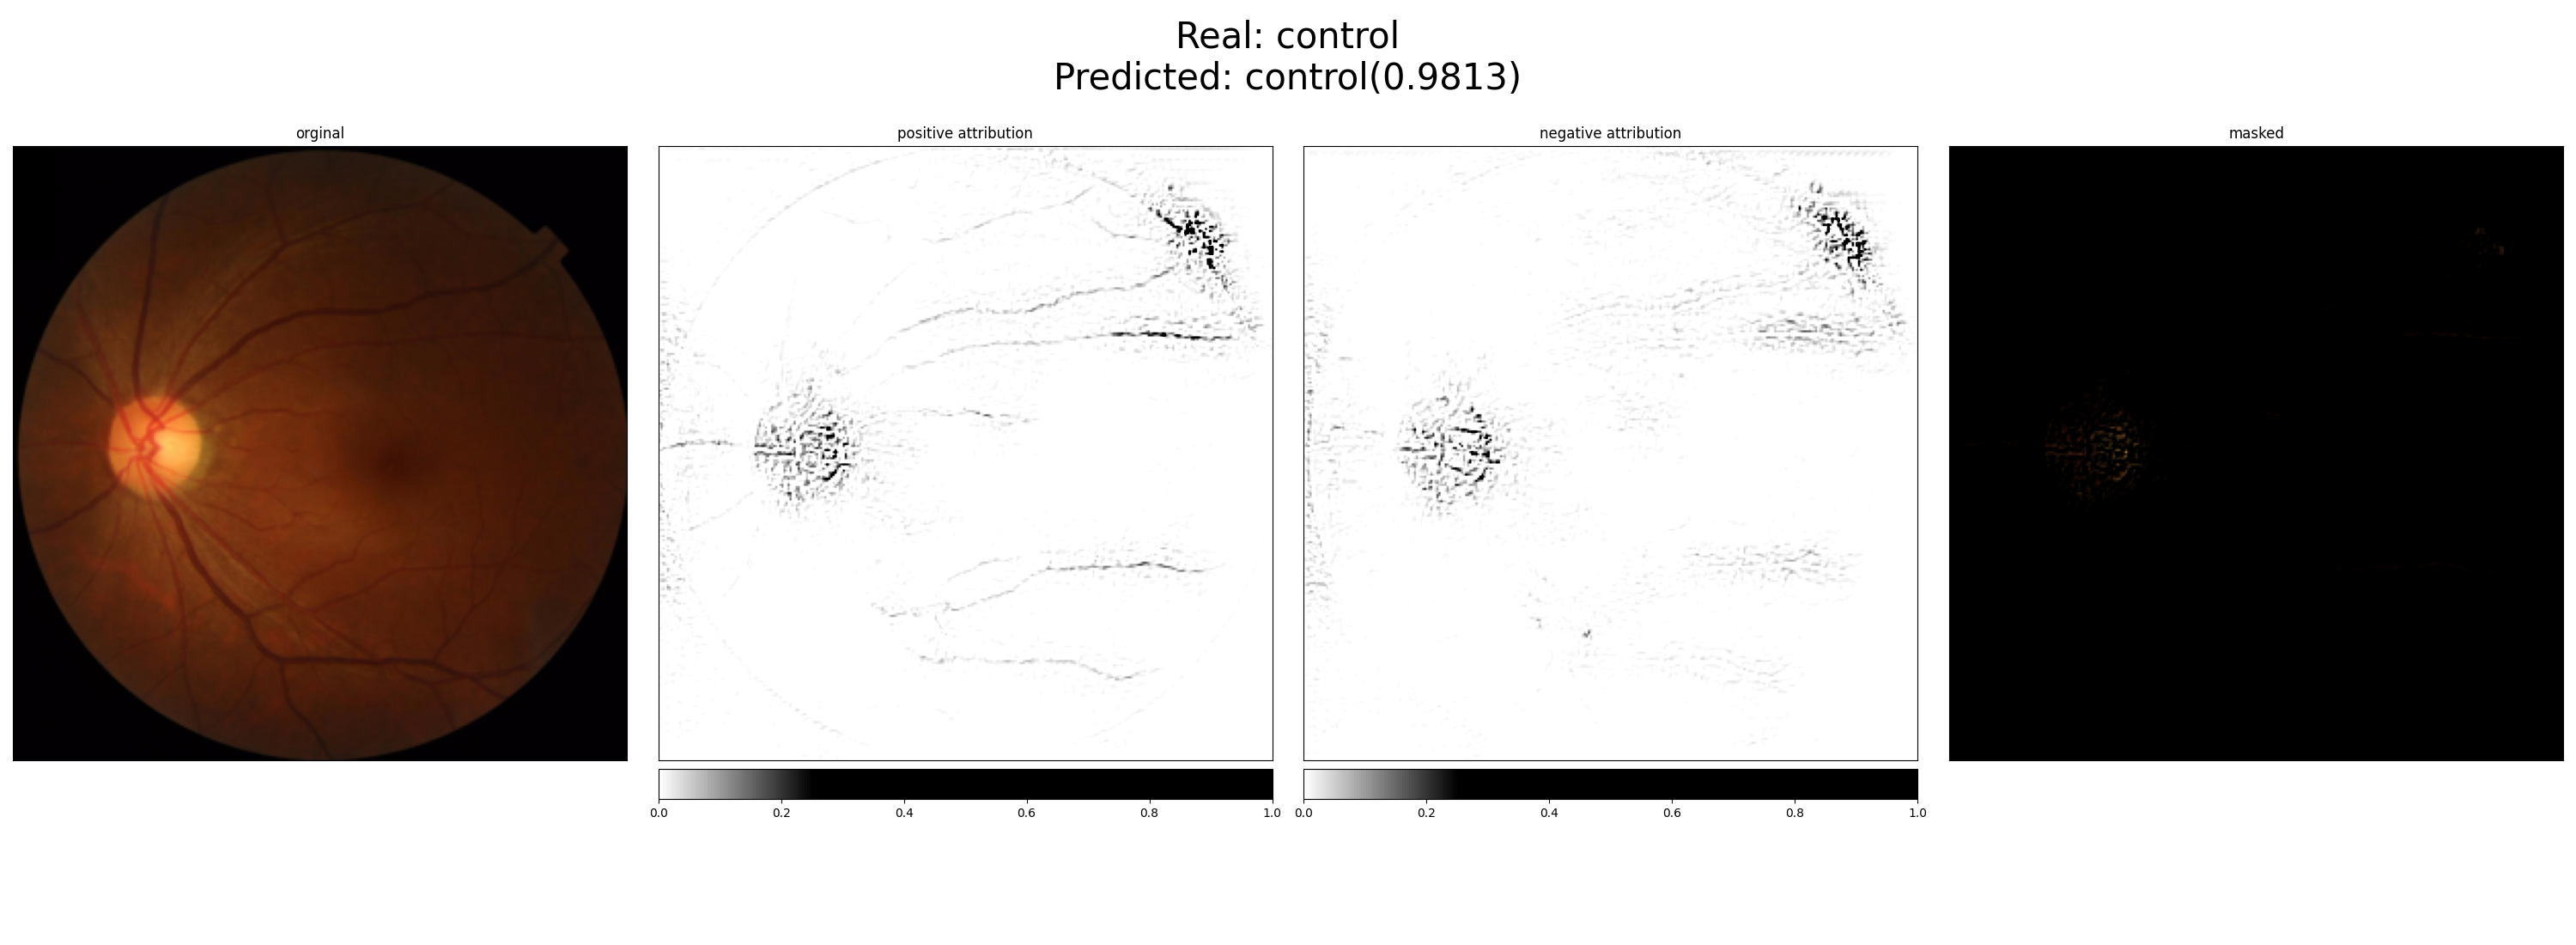 Real: control
Predicted: control(0.9813)
orginal
positive attribution
negative attribution
masked
0.0 0.2 0.4 0.6 0.8 1.0
0.0 0.2 0.4 0.6 0.8 1.0